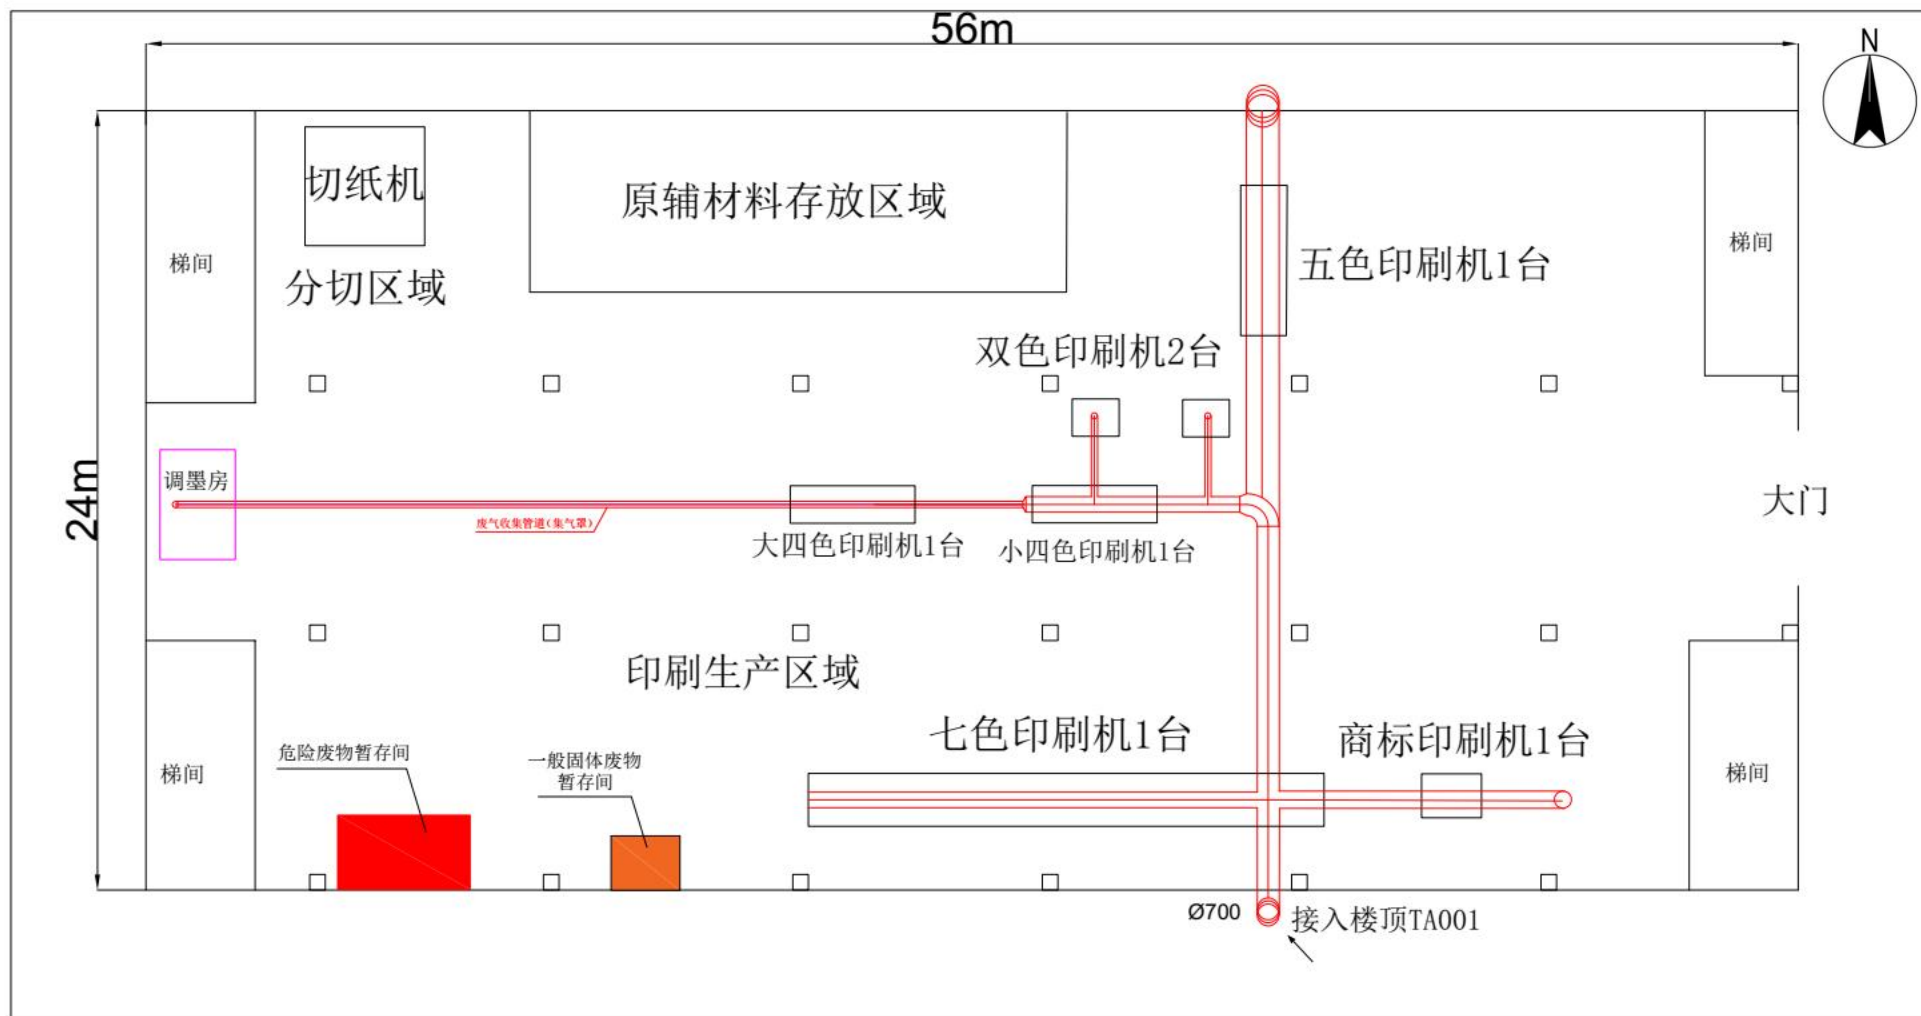 56m
N
切纸机
原辅材料存放区域
梯间
梯间
分切区域
五色印刷机1台
双色印刷机2台
24m
调墨房
大门
废气收集管道(集气罩)
大四色印刷机1台
小四色印刷机1台
印刷生产区域
七色印刷机1台
商标印刷机1台
危险废物暂存间
一般固体废物
暂存间
梯间
梯间
Ø700
接入楼顶TA001